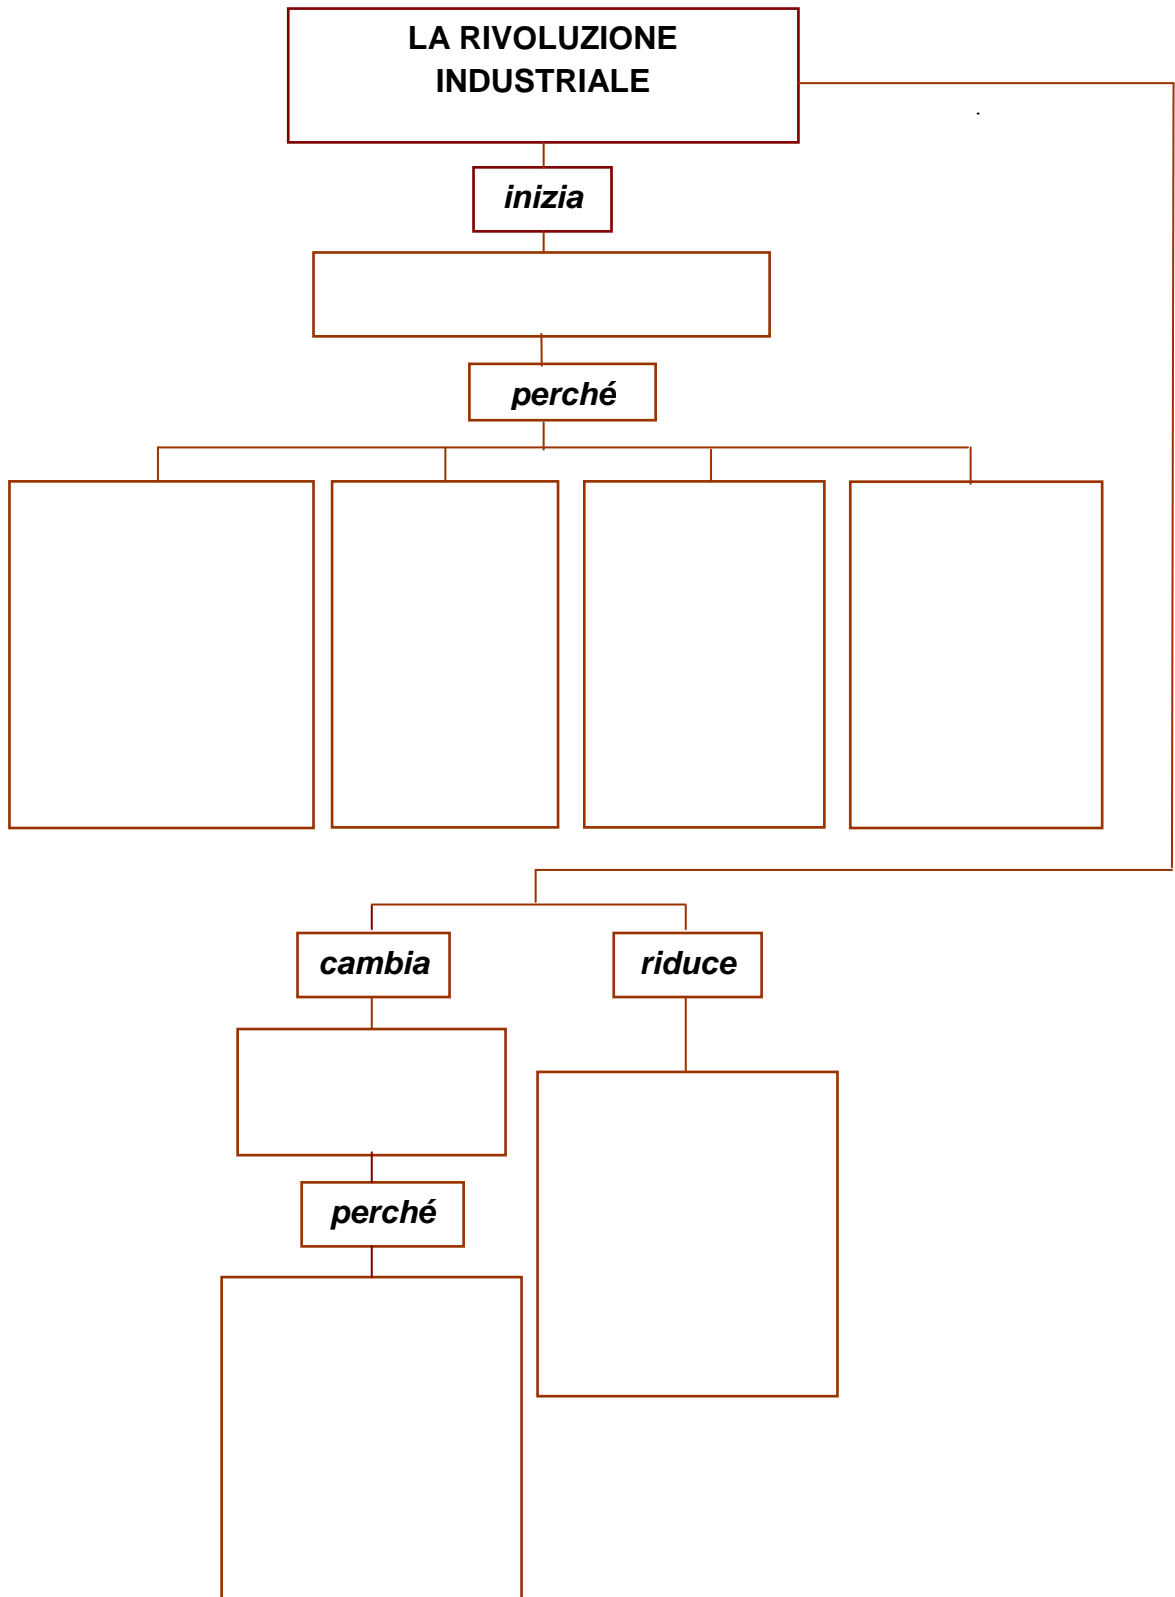 LA RIVOLUZIONE
INDUSTRIALE
inizia
perché
cambia
riduce
perché